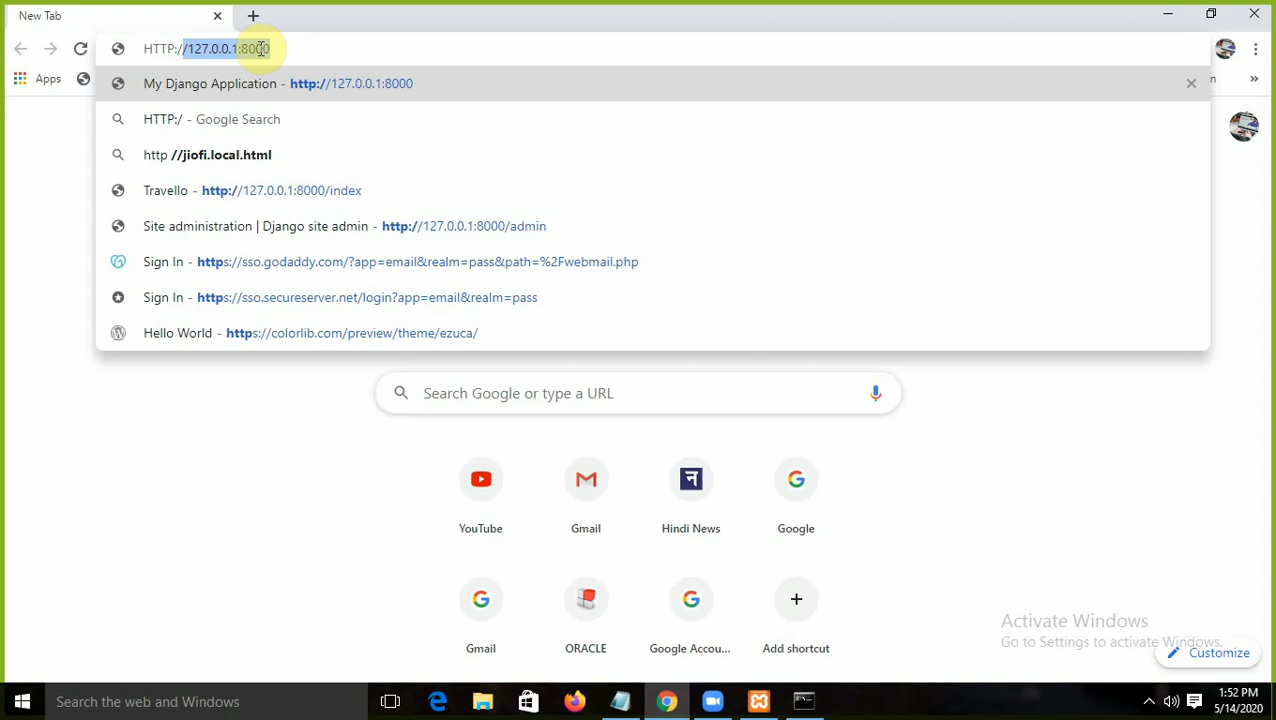 New Tab
HTTP://127.0.0.1:8000
Apps
My Django Application - http://127.0.0.1:8000
HTTP:/ - Google Search
http //jiofi.local.html
Travello - http://127.0.0.1:8000/index
Site administration | Django site admin - http://127.0.0.1:8000/admin
Sign In - https://sso.godaddy.com/?app=email&realm=pass&path=%2Fwebmail.php
Sign In - https://sso.secureserver.net/login?app=email&realm=pass
Hello World - https://colorlib.com/preview/theme/ezuca/
Search Google or type a URL
न
YouTube
Gmail
Hindi News
Google
Gmail
ORACLE
Google Accou...
Add shortcut
Activate Windows
Go to Settings to activate Windows.
Customize
Search the web and Windows
1:52 PM
5/14/2020